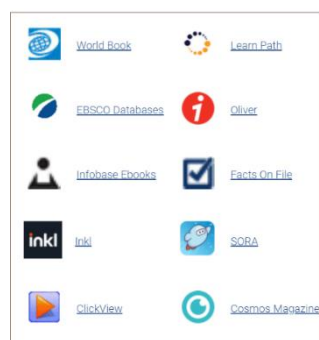 World Book
Learn Path
EBSCO Databases
Oliver
Infobase Ebooks
Facts On File
inkl
Inkl
SORA
ClickView
Cosmos Magazine